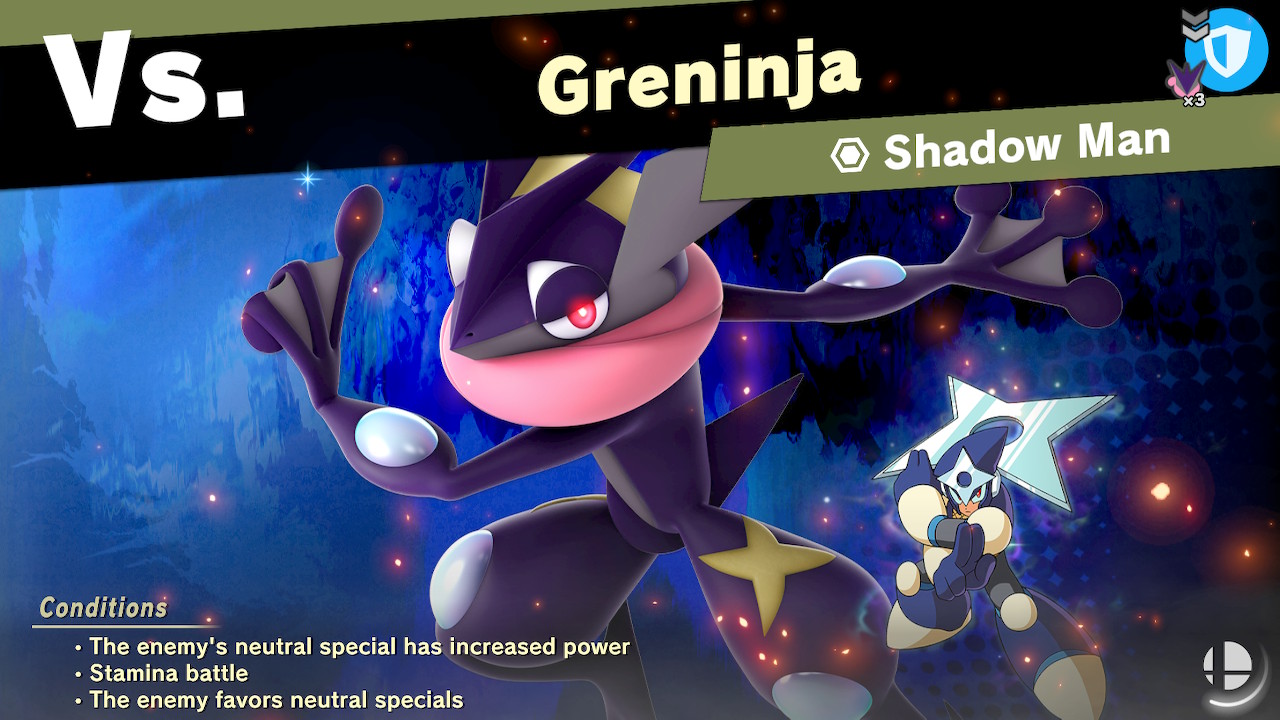 Vs.
Greninja
Shadow Man
x3
Conditions
• The enemy's neutral special has increased power
• Stamina battle
• The enemy favors neutral specials